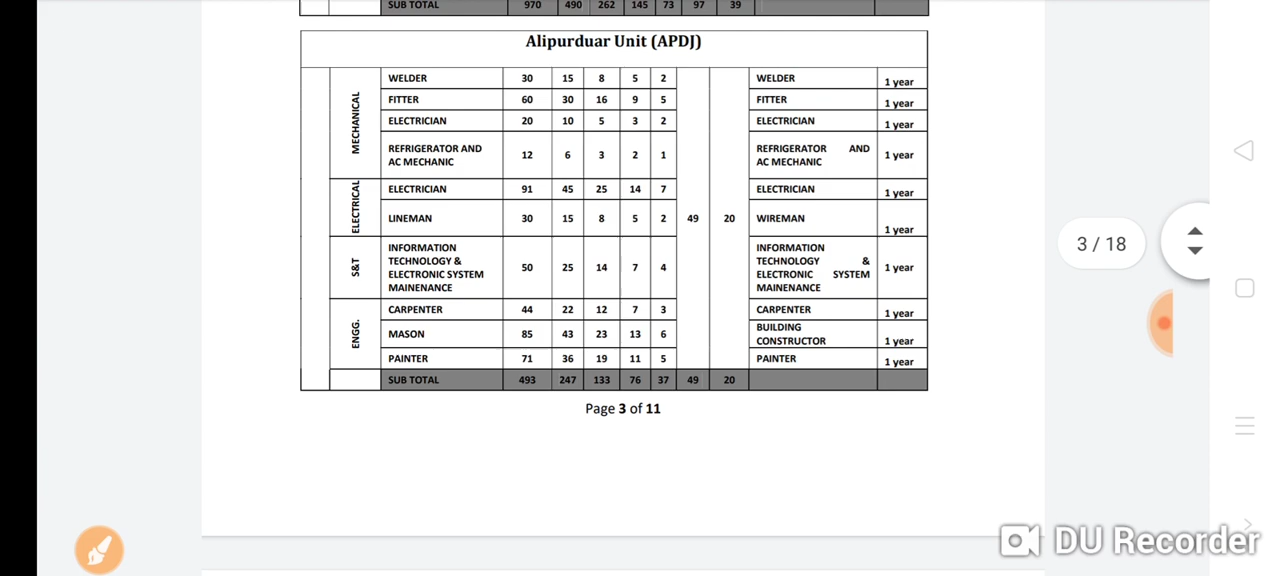 SUB TOTAL 970 490 262 145 73 97 39
Alipurduar Unit (APDJ)
MECHANICAL
WELDER 30 15 8 5 2 WELDER 1 year
FITTER 60 30 16 9 5 FITTER 1 year
ELECTRICIAN 20 10 5 3 2 ELECTRICIAN 1 year
REFRIGERATOR AND REFRIGERATOR AND
AC MECHANIC 12 6 3 2 1 AC MECHANIC 1 year
ELECTRICAL
ELECTRICIAN 91 45 25 14 7 ELECTRICIAN 1 year
LINEMAN 30 15 8 5 2 49 20 WIREMAN 1 year
S&T
INFORMATION INFORMATION
TECHNOLOGY & TECHNOLOGY &
ELECTRONIC SYSTEM 50 25 14 7 4 ELECTRONIC SYSTEM 1 year
MAINENANCE MAINENANCE
ENGG.
CARPENTER 44 22 12 7 3 CARPENTER 1 year
MASON 85 43 23 13 6 BUILDING
CONSTRUCTOR 1 year
PAINTER 71 36 19 11 5 PAINTER 1 year
SUB TOTAL 493 247 133 76 37 49 20
Page 3 of 11
3 / 18
DU Recorder